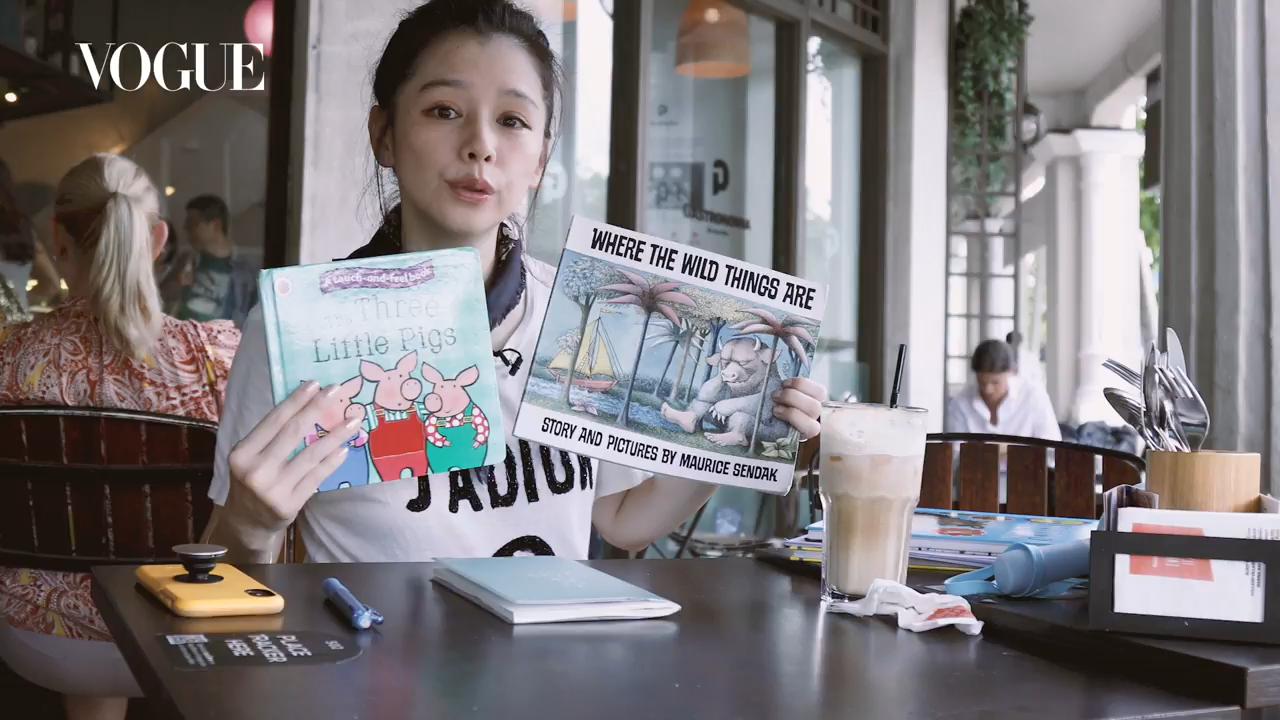 VOGUE
A touch-and-feel book
The Three
Little Pigs
WHERE THE WILD THINGS ARE
STORY AND PICTURES BY MAURICE SENDAK
J'ADIOR
PLACE
TRACKER
HERE